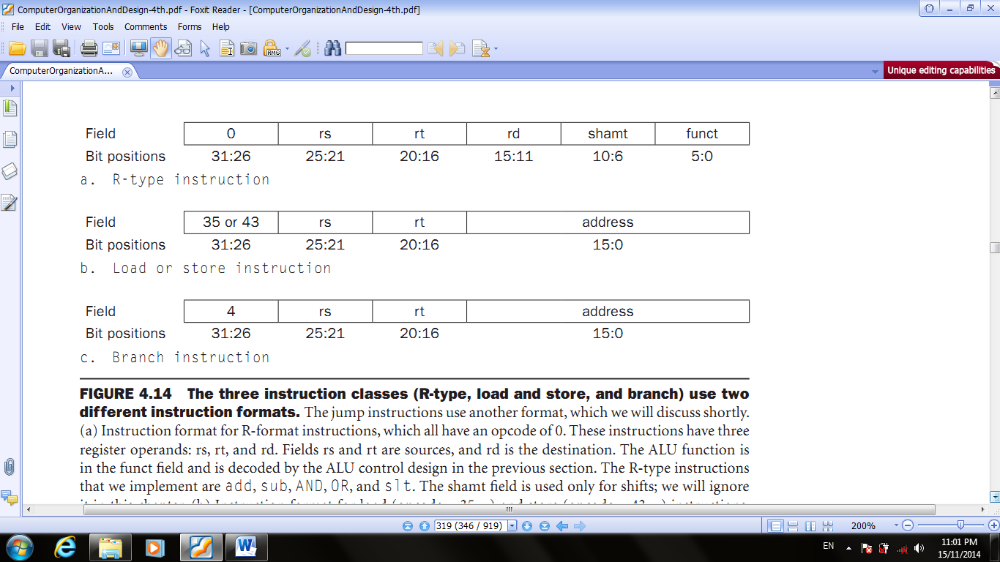 ComputerOrganizationAndDesign-4th.pdf - Foxit Reader - [ComputerOrganizationAndDesign-4th.pdf]
File Edit View Tools Comments Forms Help
RMS
ComputerOrganizationA...
Unique editing capabilities
Field 0 rs rt rd shamt funct
Bit positions 31:26 25:21 20:16 15:11 10:6 5:0
a. R-type instruction
Field 35 or 43 rs rt address
Bit positions 31:26 25:21 20:16 15:0
b. Load or store instruction
Field 4 rs rt address
Bit positions 31:26 25:21 20:16 15:0
c. Branch instruction
FIGURE 4.14 The three instruction classes (R-type, load and store, and branch) use two
different instruction formats. The jump instructions use another format, which we will discuss shortly.
(a) Instruction format for R-format instructions, which all have an opcode of 0. These instructions have three
register operands: rs, rt, and rd. Fields rs and rt are sources, and rd is the destination. The ALU function is
in the funct field and is decoded by the ALU control design in the previous section. The R-type instructions
that we implement are add, sub, AND, OR, and slt. The shamt field is used only for shifts; we will ignore
319 (346 / 919)
200%
EN
11:01 PM
15/11/2014